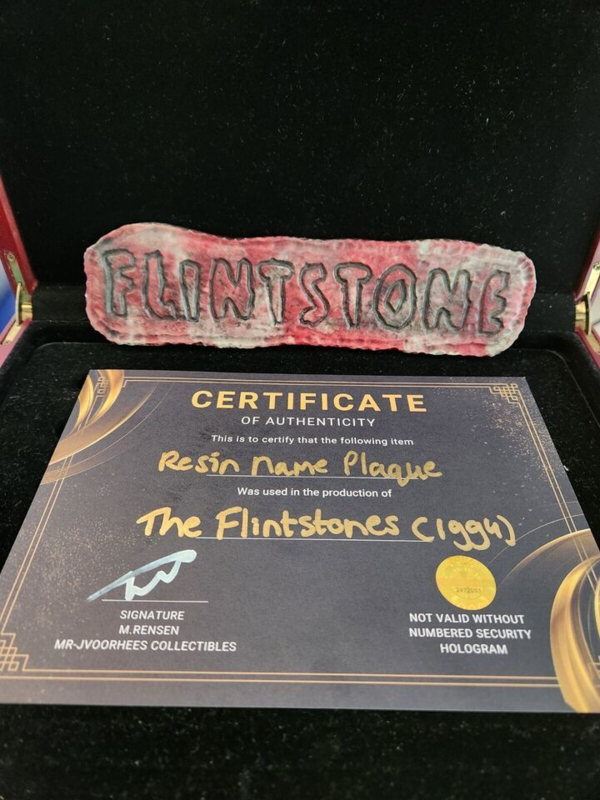 FLINTSTONE
CERTIFICATE
OF AUTHENTICITY
This is to certify that the following item
Resin Name Plaque
Was used in the production of
The Flintstones (1994)
SIGNATURE
M.RENSEN
MR-JVOORHEES COLLECTIBLES
NOT VALID WITHOUT
NUMBERED SECURITY
HOLOGRAM